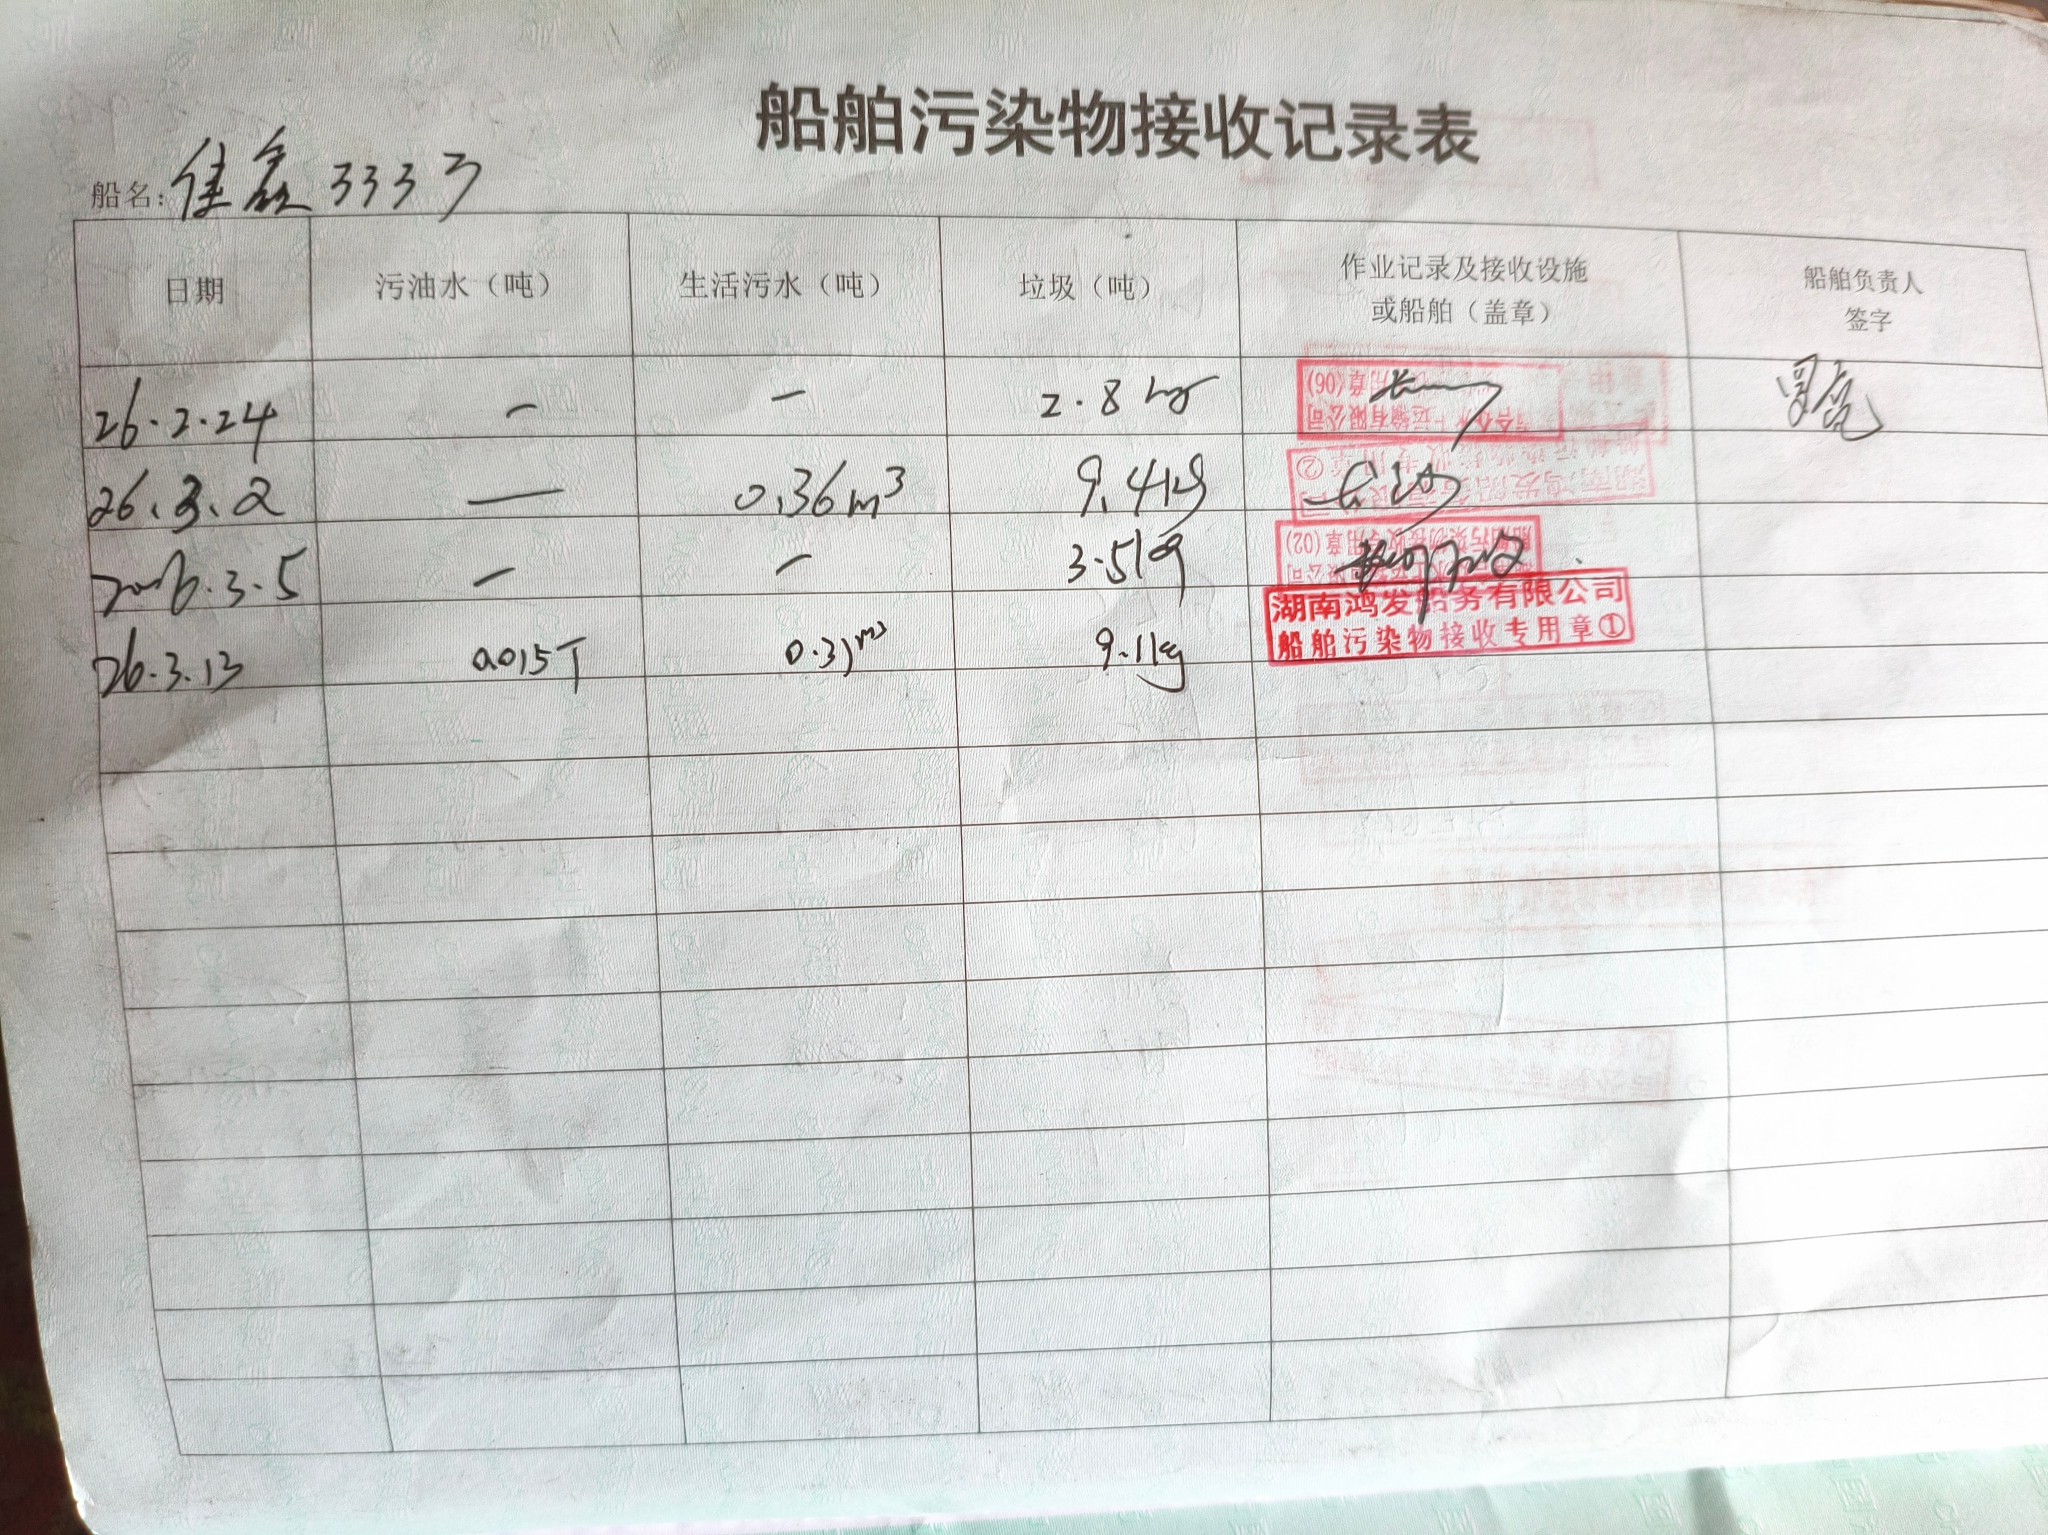 船舶污染物接收记录表
船名：佳鑫3333
日期 污油水（吨） 生活污水（吨） 垃圾（吨） 作业记录及接收设施或船舶（盖章） 船舶负责人签字
26.2.24 — — 2.8kg
26.3.2 — 0.36m³ 9.4kg
2026.3.5 — — 3.5kg
湖南鸿发船务有限公司
船舶污染物接收专用章①
26.3.13 0.015T 0.31m³ 9.1kg